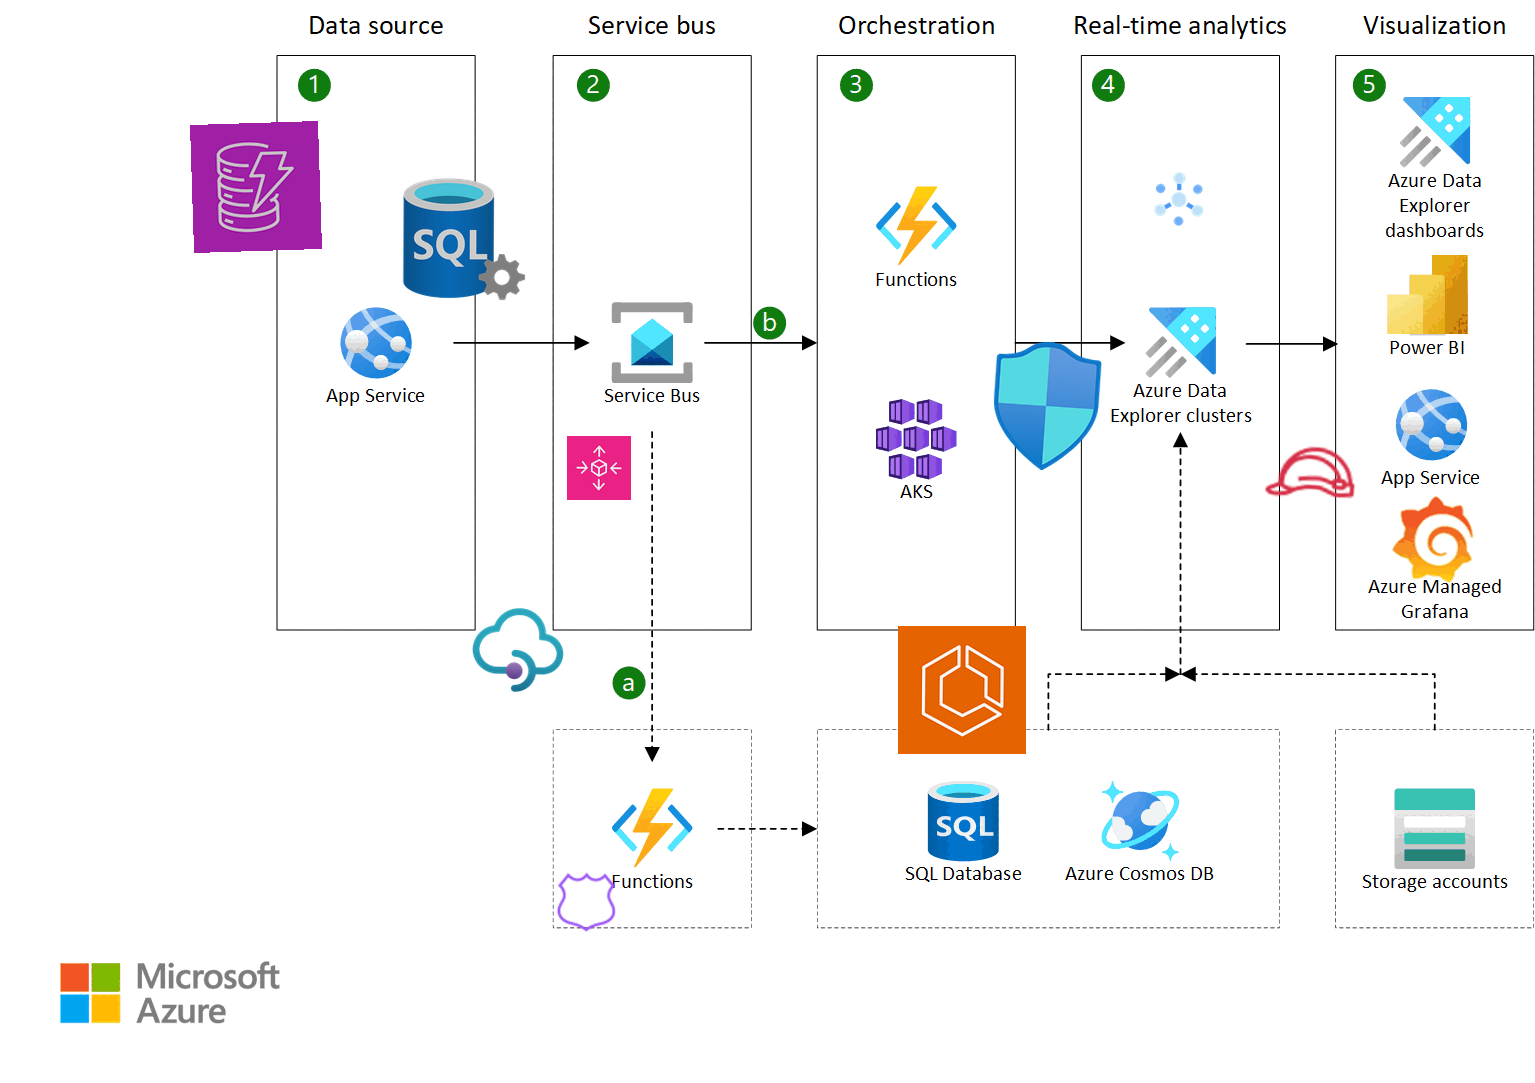 Data source
Service bus
Orchestration
Real-time analytics
Visualization
1
2
3
4
5
SQL
App Service
Service Bus
b
a
Functions
AKS
Azure Data
Explorer clusters
Azure Data
Explorer
dashboards
Power BI
App Service
Azure Managed
Grafana
Functions
SQL
SQL Database
Azure Cosmos DB
Storage accounts
Microsoft
Azure